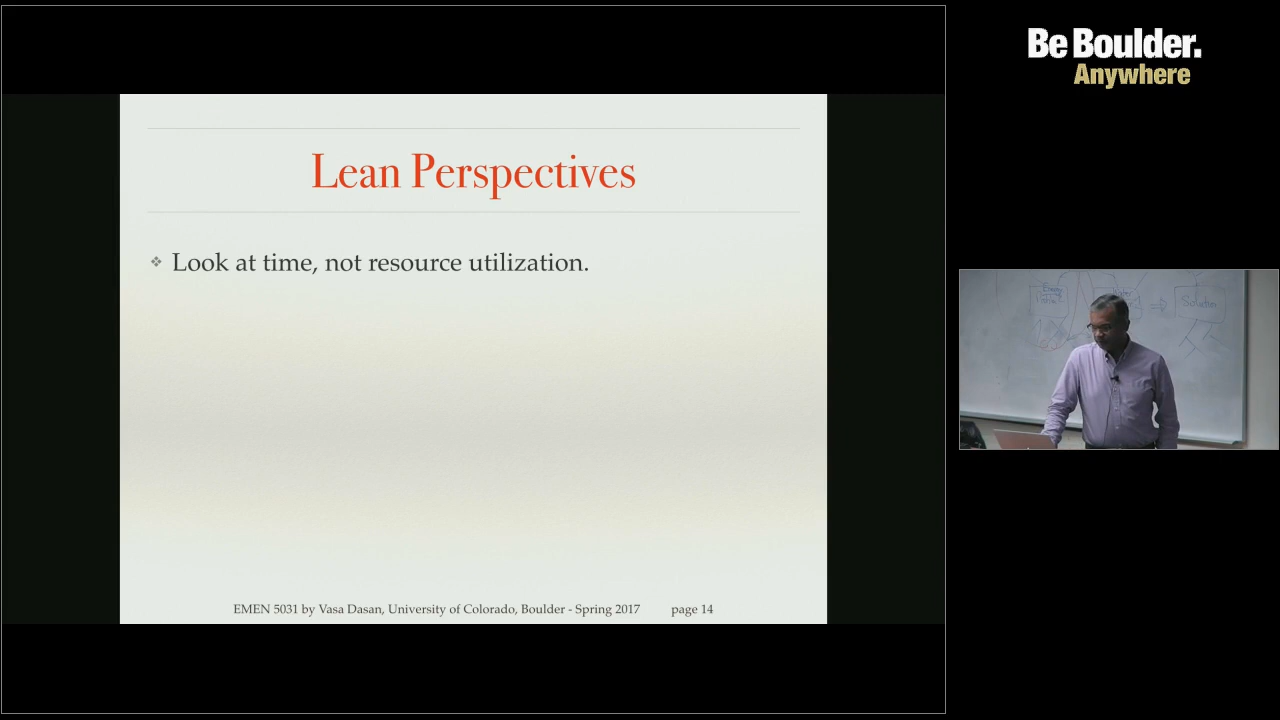 Be Boulder.
Anywhere
Lean Perspectives
❖ Look at time, not resource utilization.
EMEN 5031 by Vasa Dasan, University of Colorado, Boulder - Spring 2017 page 14
Solution